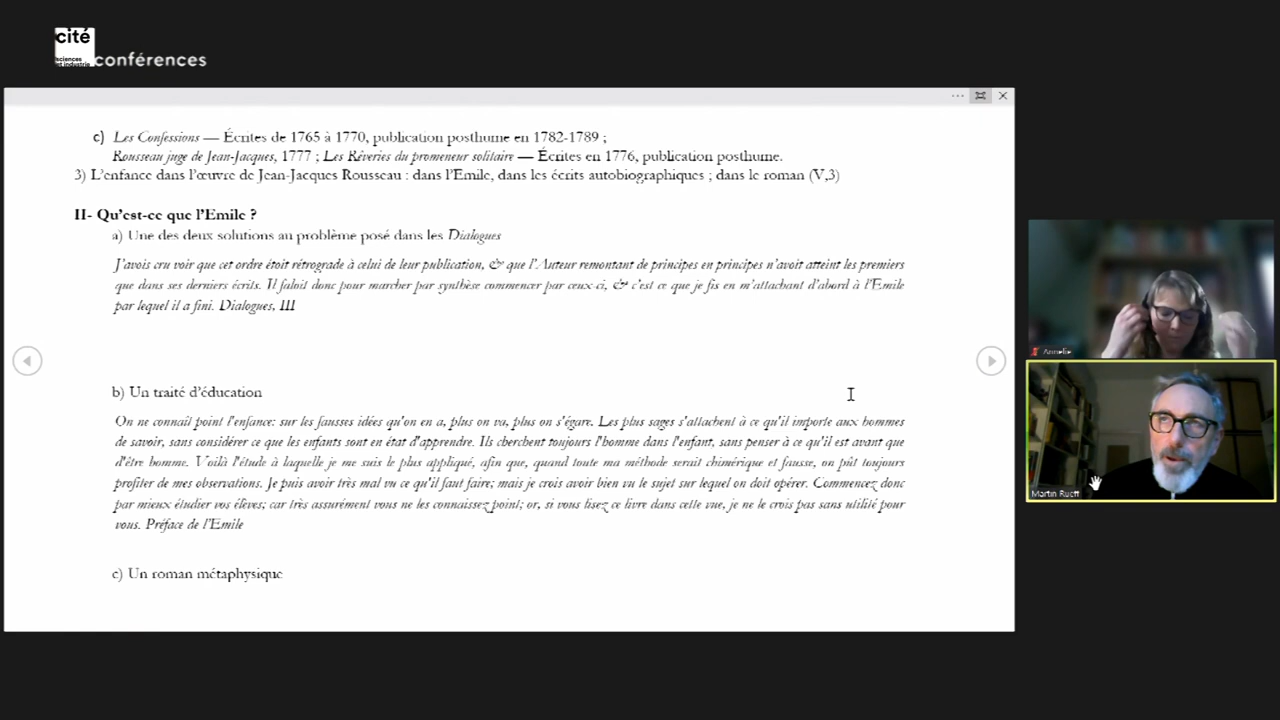 cité
sciences
et industrie
conférences
c) Les Confessions — Écrites de 1765 à 1770, publication posthume en 1782-1789 ;
Rousseau juge de Jean-Jacques, 1777 ; Les Rêveries du promeneur solitaire — Écrites en 1776, publication posthume.
3) L'enfance dans l'œuvre de Jean-Jacques Rousseau : dans l'Emile, dans les écrits autobiographiques ; dans le roman (V,3)
II- Qu'est-ce que l'Emile ?
a) Une des deux solutions au problème posé dans les Dialogues
J'avois cru voir que cet ordre étoit rétrograde à celui de leur publication, & que l'Auteur remontant de principes en principes n'avoit atteint les premiers
que dans ses derniers écrits. Il faloit donc pour marcher par synthèse commencer par ceux-ci, & c'est ce que je fis en m'attachant d'abord à l'Emile
par lequel il a fini. Dialogues, III
b) Un traité d'éducation
On ne connaît point l'enfance: sur les fausses idées qu'on en a, plus on va, plus on s'égare. Les plus sages s'attachent à ce qu'il importe aux hommes
de savoir, sans considérer ce que les enfants sont en état d'apprendre. Ils cherchent toujours l'homme dans l'enfant, sans penser à ce qu'il est avant que
d'être homme. Voilà l'étude à laquelle je me suis le plus appliqué, afin que, quand toute ma méthode serait chimérique et fausse, on pût toujours
profiter de mes observations. Je puis avoir très mal vu ce qu'il faut faire; mais je crois avoir bien vu le sujet sur lequel on doit opérer. Commencez donc
par mieux étudier vos élèves; car très assurément vous ne les connaissez point; or, si vous lisez ce livre dans cette vue, je ne le crois pas sans utilité pour
vous. Préface de l'Emile
c) Un roman métaphysique
Annelie
Martin Rueff